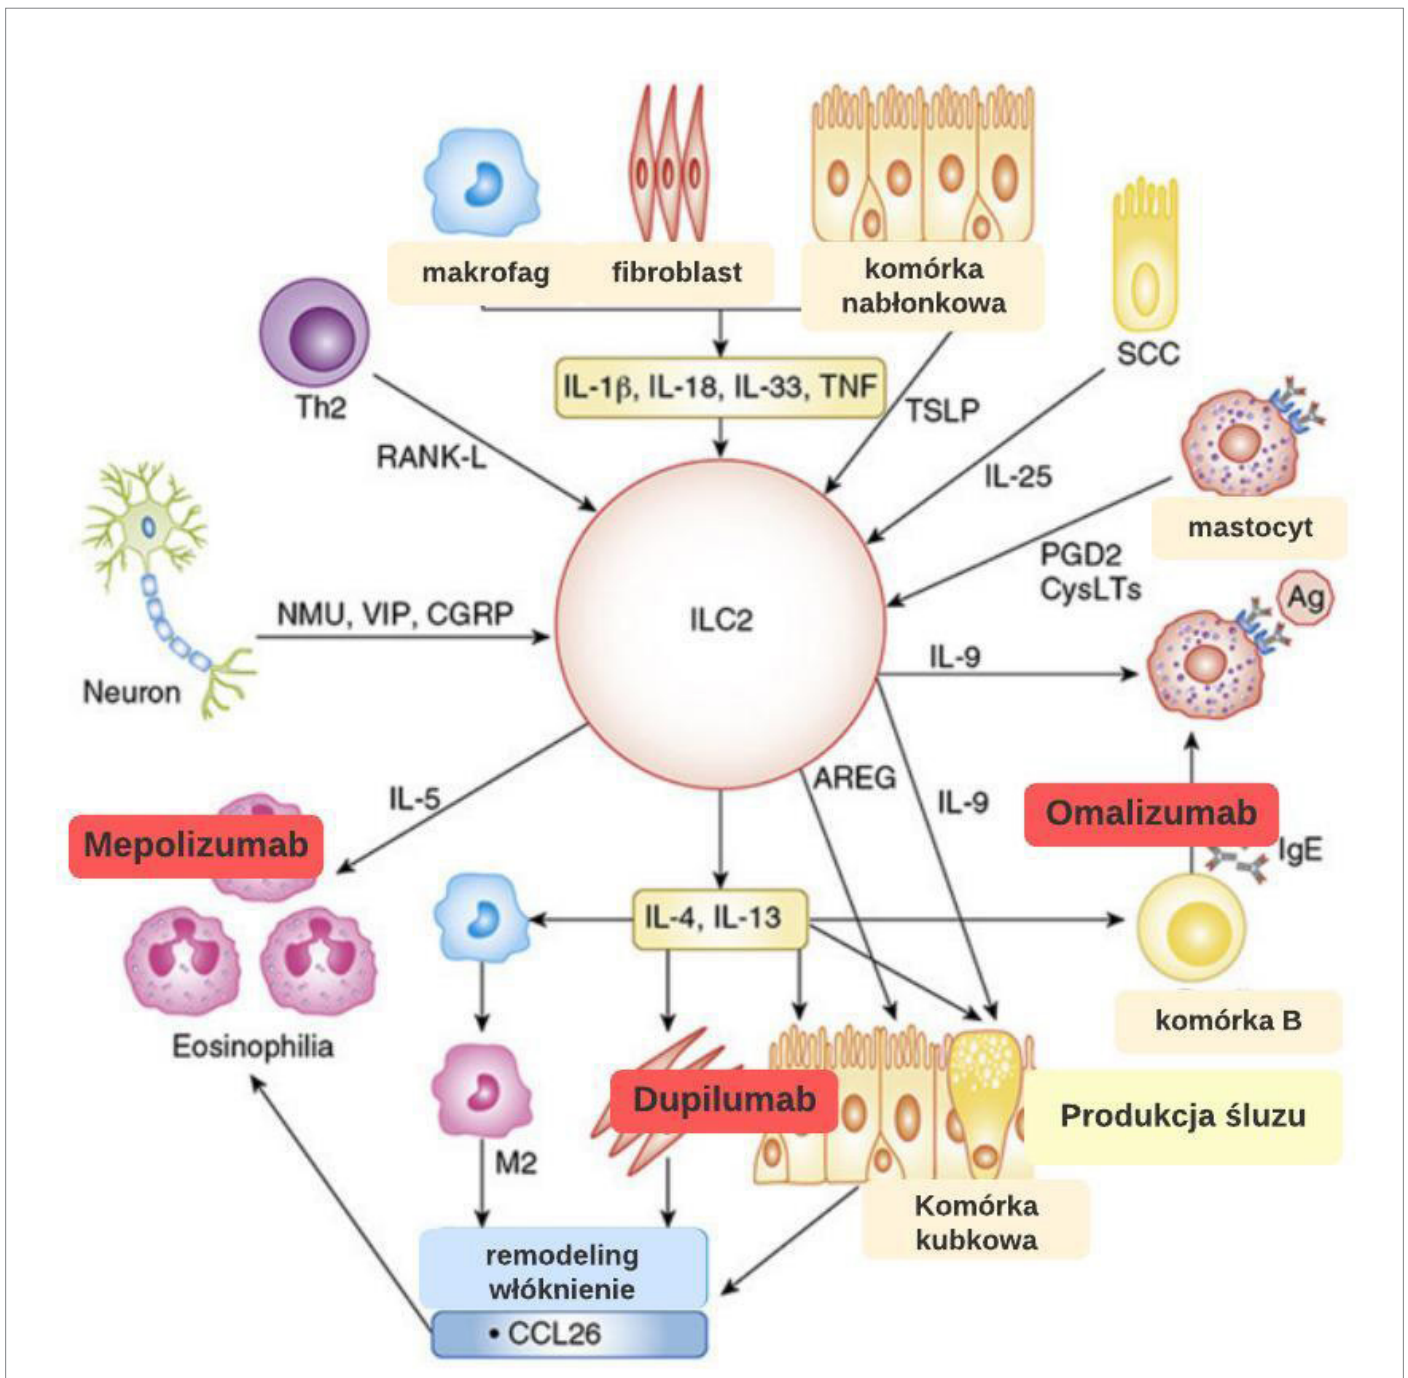 makrofag
fibroblast
komórka
nabłonkowa
SCC
Th2
IL-1β, IL-18, IL-33, TNF
TSLP
RANK-L
IL-25
mastocyt
PGD2
CysLTs
Ag
NMU, VIP, CGRP
ILC2
IL-9
Neuron
AREG
IL-5
IL-9
Omalizumab
Mepolizumab
IgE
IL-4, IL-13
komórka B
Eosinophilia
Dupilumab
Produkcja śluzu
M2
Komórka
kubkowa
remodeling
włóknienie
• CCL26